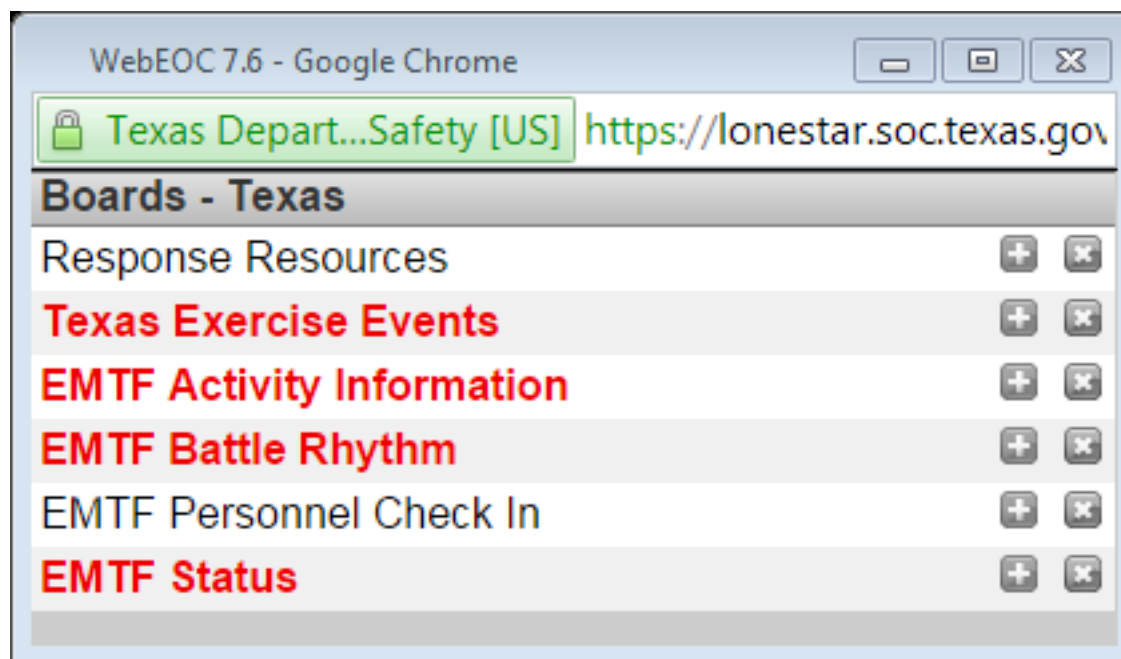 WebEOC 7.6 - Google Chrome
Texas Depart...Safety [US] https://lonestar.soc.texas.gov
Boards - Texas
Response Resources
Texas Exercise Events
EMTF Activity Information
EMTF Battle Rhythm
EMTF Personnel Check In
EMTF Status